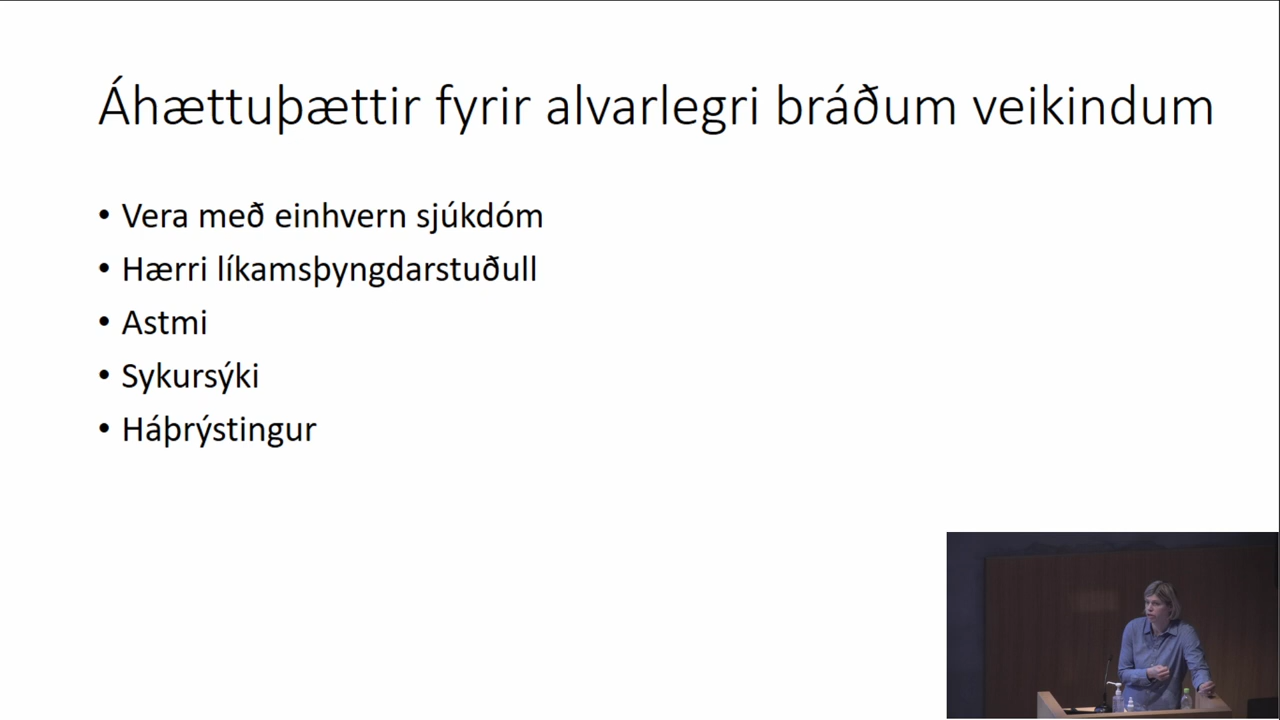 Áhættuþættir fyrir alvarlegri bráðum veikindum
• Vera með einhvern sjúkdóm
• Hærri líkamsþyngdarstuðull
• Astmi
• Sykursýki
• Háþrýstingur